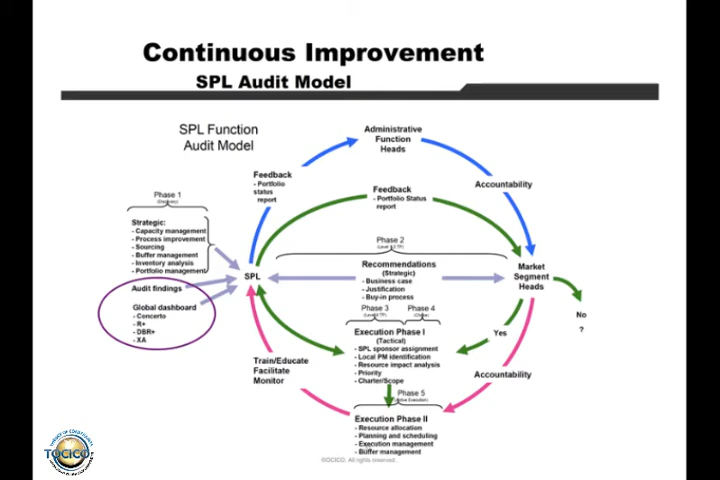 Continuous Improvement
SPL Audit Model
SPL Function
Audit Model
Administrative
Function
Heads
Feedback
- Portfolio
status
report
Feedback
- Portfolio Status
report
Accountability
Phase 1
Strategic:
- Capacity management
- Process improvement
- Sourcing
- Buffer management
- Inventory analysis
- Portfolio management
Audit findings
Global dashboard
- Concerto
- R+
- DBR+
- XA
SPL
Phase 2
Recommendations
(Strategic)
- Business case
- Justification
- Buy-in process
Market
Segment
Heads
No
?
Yes
Phase 3
Phase 4
Execution Phase I
(Tactical)
- SPL sponsor assignment
- Local PM identification
- Resource impact analysis
- Priority
- Charter/Scope
Train/Educate
Facilitate
Monitor
Accountability
Phase 5
Execution Phase II
- Resource allocation
- Planning and scheduling
- Execution management
- Buffer management
©TOCICO. All rights reserved.
TOCICO